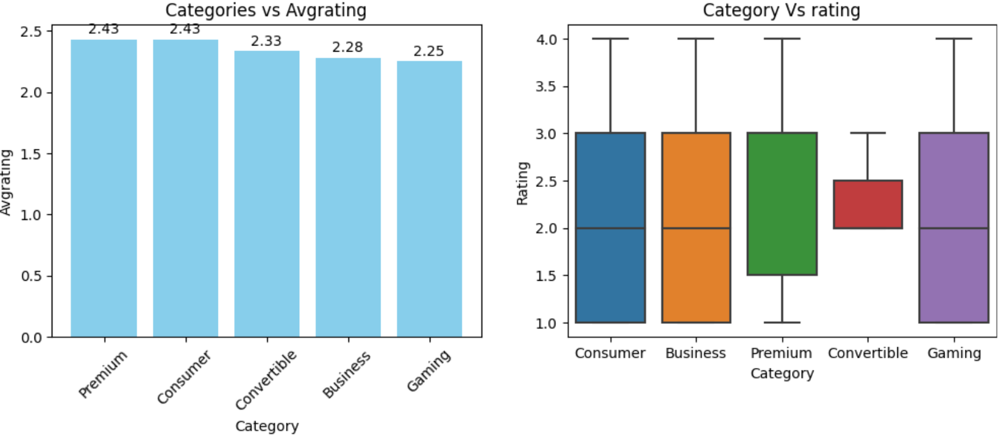 Categories vs Avgrating
2.5
2.0
1.5
1.0
0.5
0.0
Avgrating
2.43
2.43
2.33
2.28
2.25
Premium
Consumer
Convertible
Business
Gaming
Category
Category Vs rating
4.0
3.5
3.0
2.5
2.0
1.5
1.0
Rating
Consumer
Business
Premium
Convertible
Gaming
Category